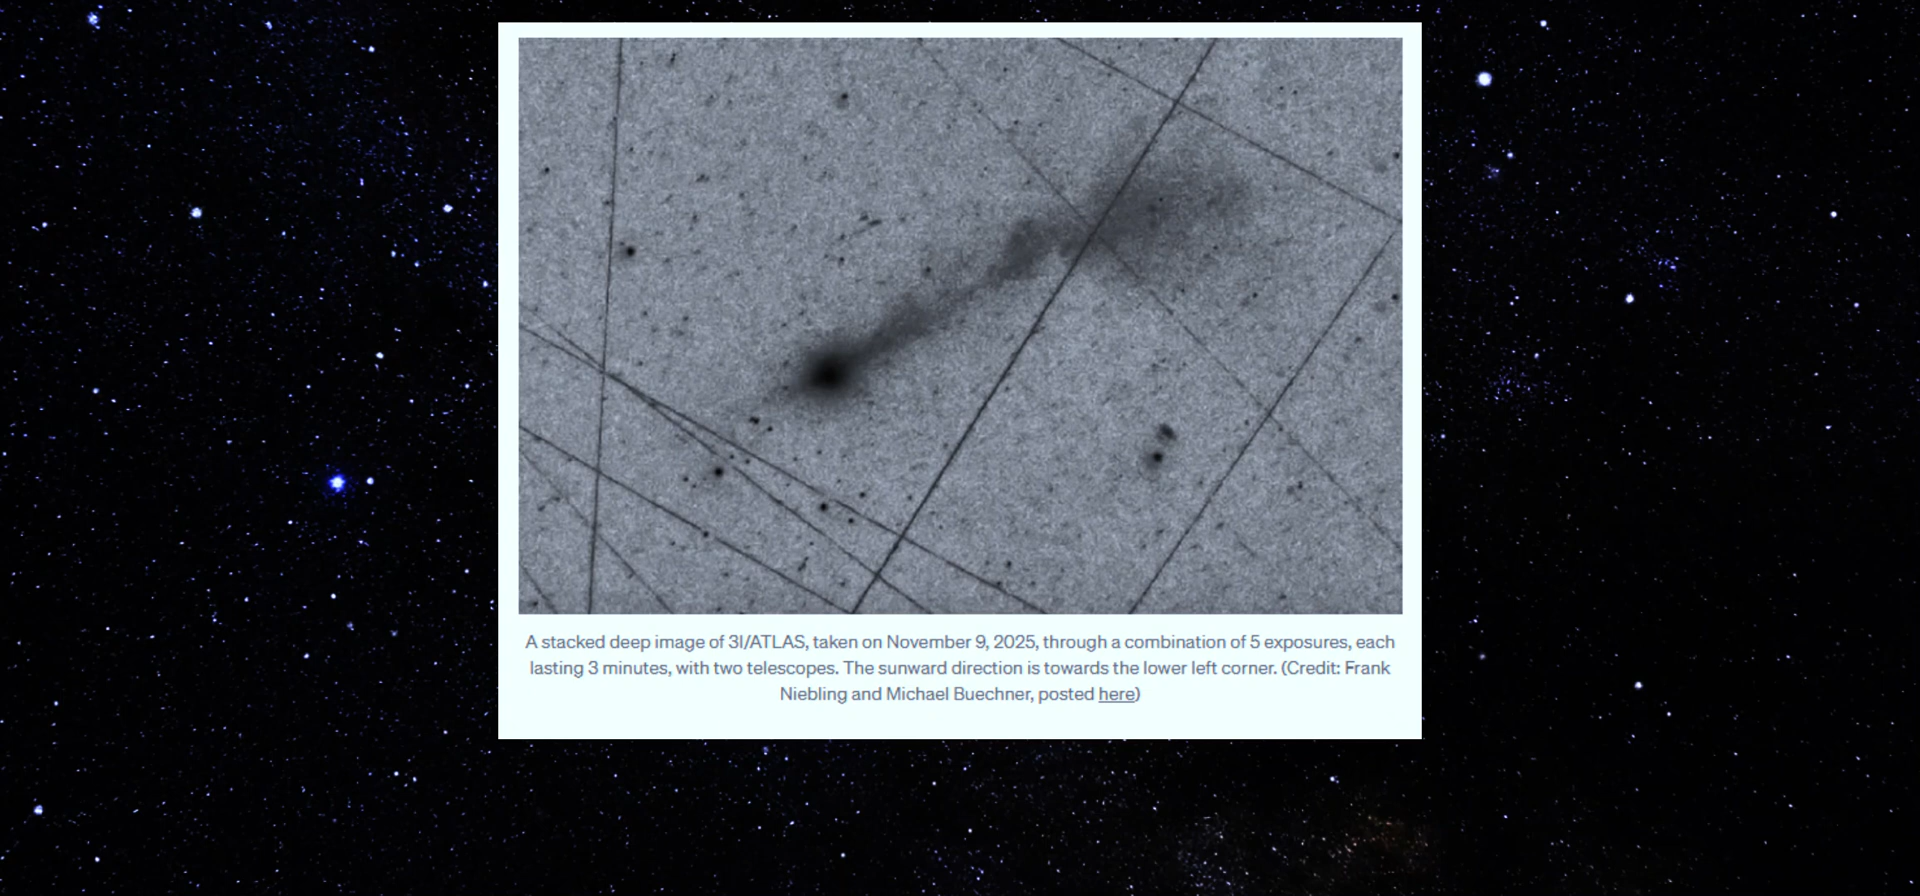 A stacked deep image of 3I/ATLAS, taken on November 9, 2025, through a combination of 5 exposures, each
lasting 3 minutes, with two telescopes. The sunward direction is towards the lower left corner. (Credit: Frank
Niebling and Michael Buechner, posted here)